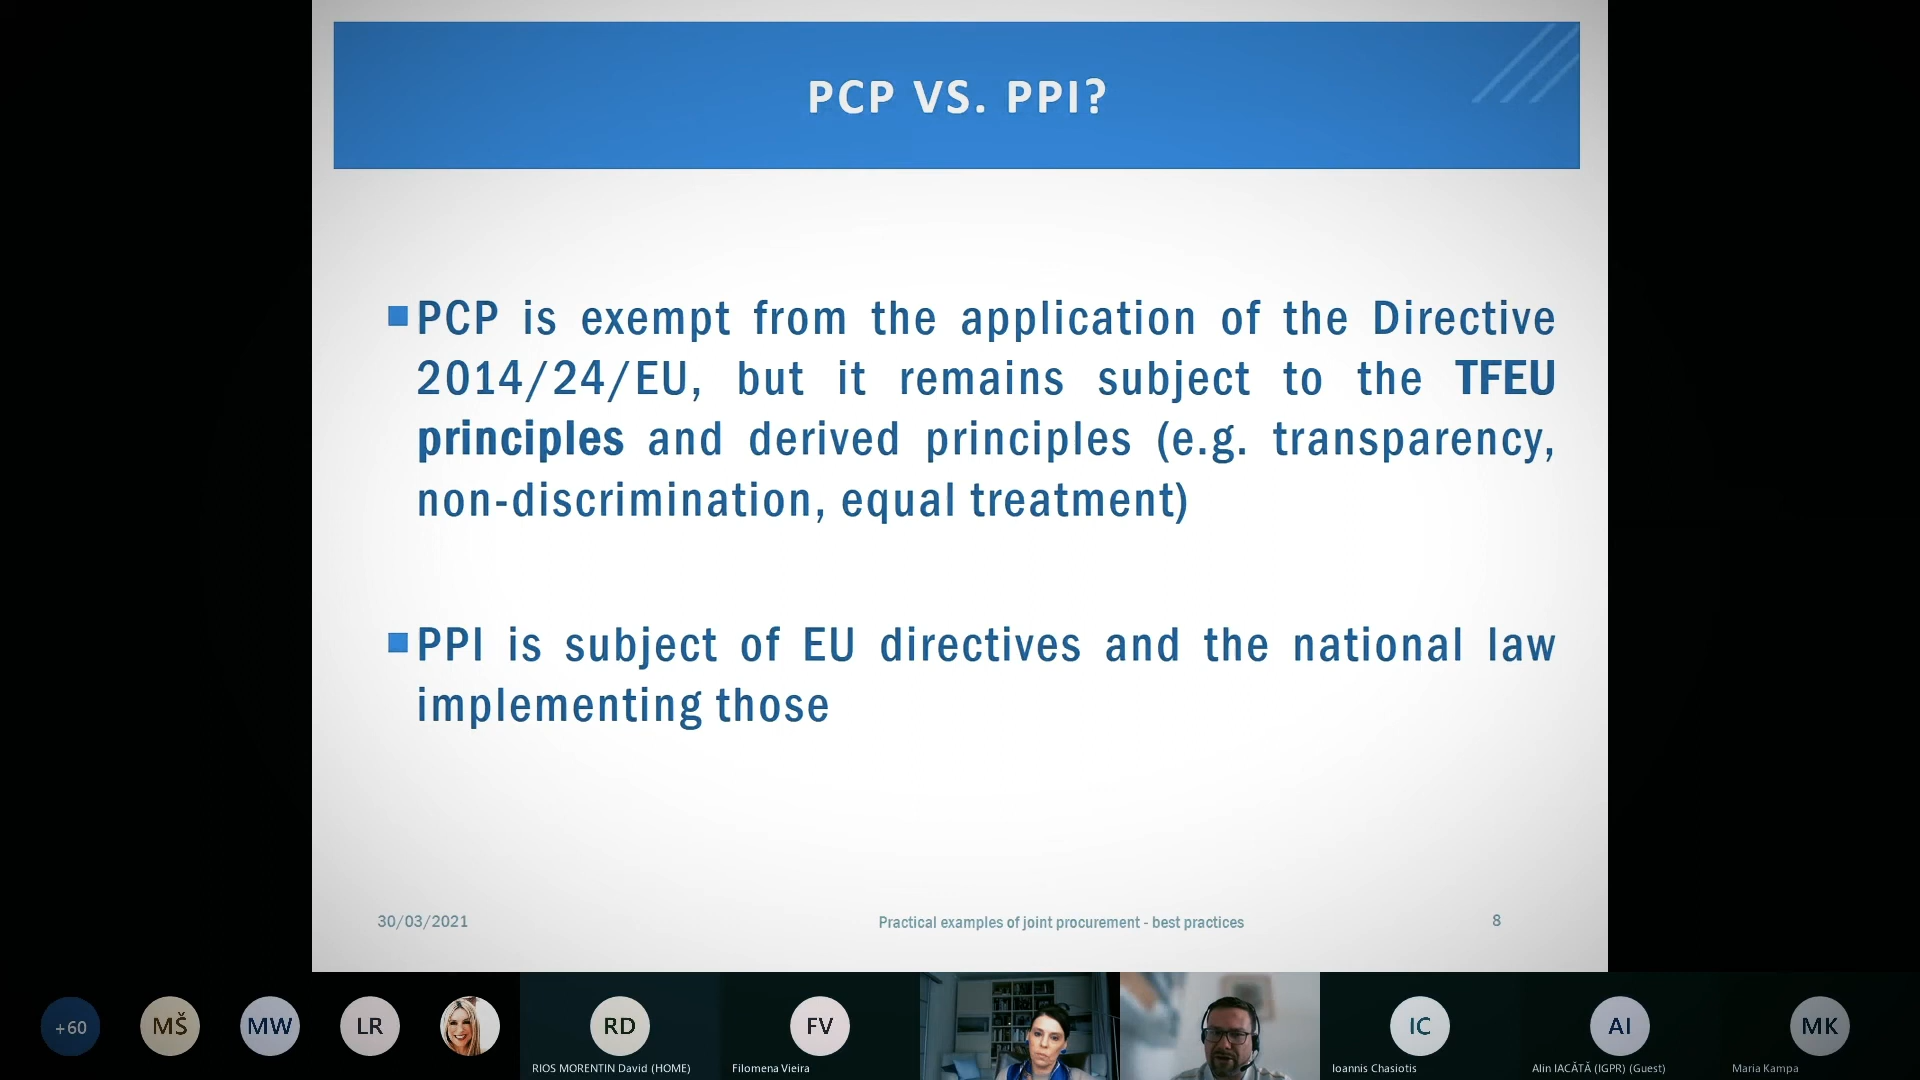 PCP VS. PPI?
PCP is exempt from the application of the Directive
2014/24/EU, but it remains subject to the TFEU
principles and derived principles (e.g. transparency,
non-discrimination, equal treatment)
PPI is subject of EU directives and the national law
implementing those
30/03/2021
Practical examples of joint procurement - best practices
8
+60
MŠ
MW
LR
RD
RIOS MORENTIN David (HOME)
FV
Filomena Vieira
IC
Ioannis Chasiotis
AI
Alin IACĂTĂ (IGPR) (Guest)
MK
Maria Kampa